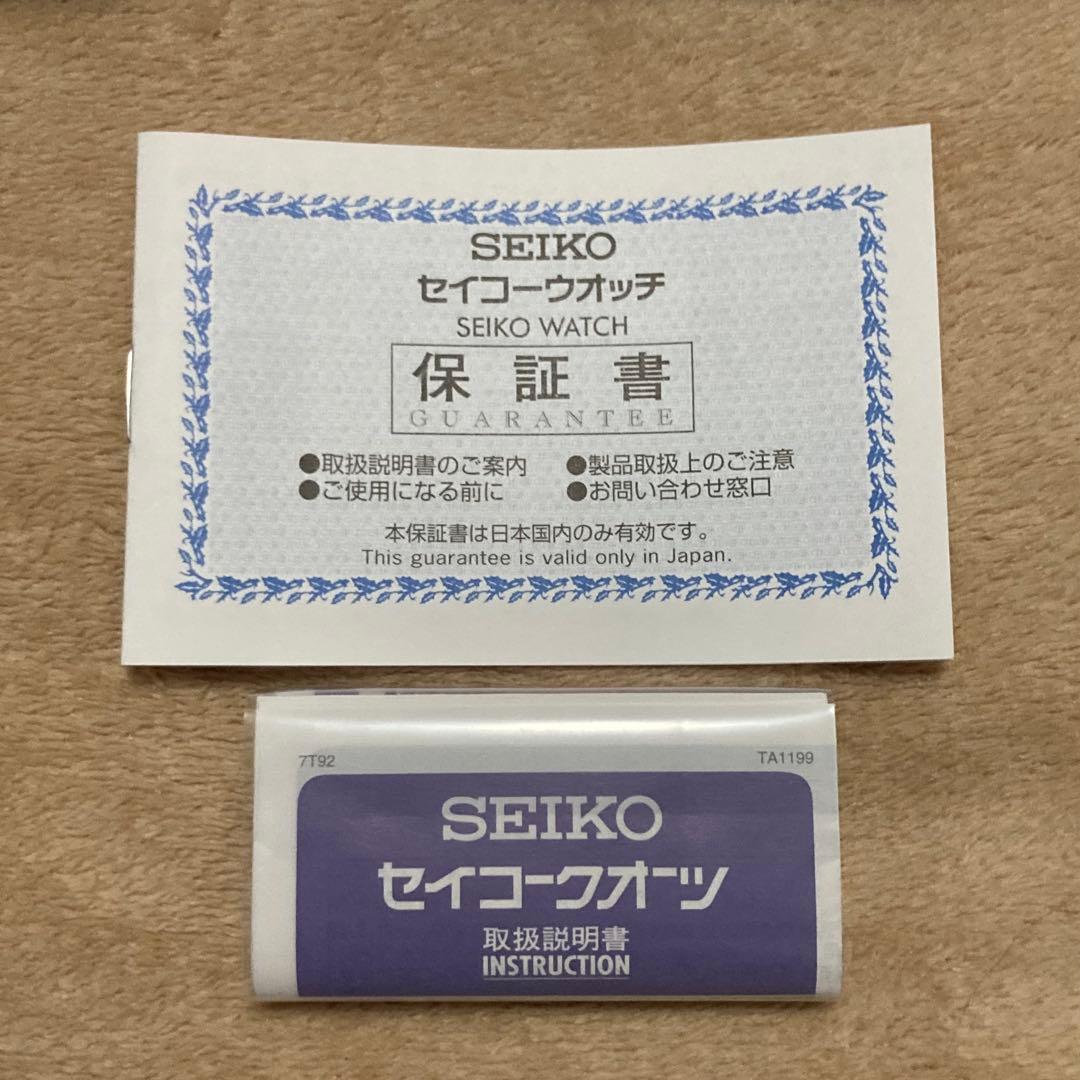 SEIKO
セイコーウオッチ
SEIKO WATCH
保証書
GUARANTEE
●取扱説明書のご案内 ●製品取扱上のご注意
●ご使用になる前に ●お問い合わせ窓口
本保証書は日本国内のみ有効です。
This guarantee is valid only in Japan.
7T92 TA1199
SEIKO
セイコークオーツ
取扱説明書
INSTRUCTION